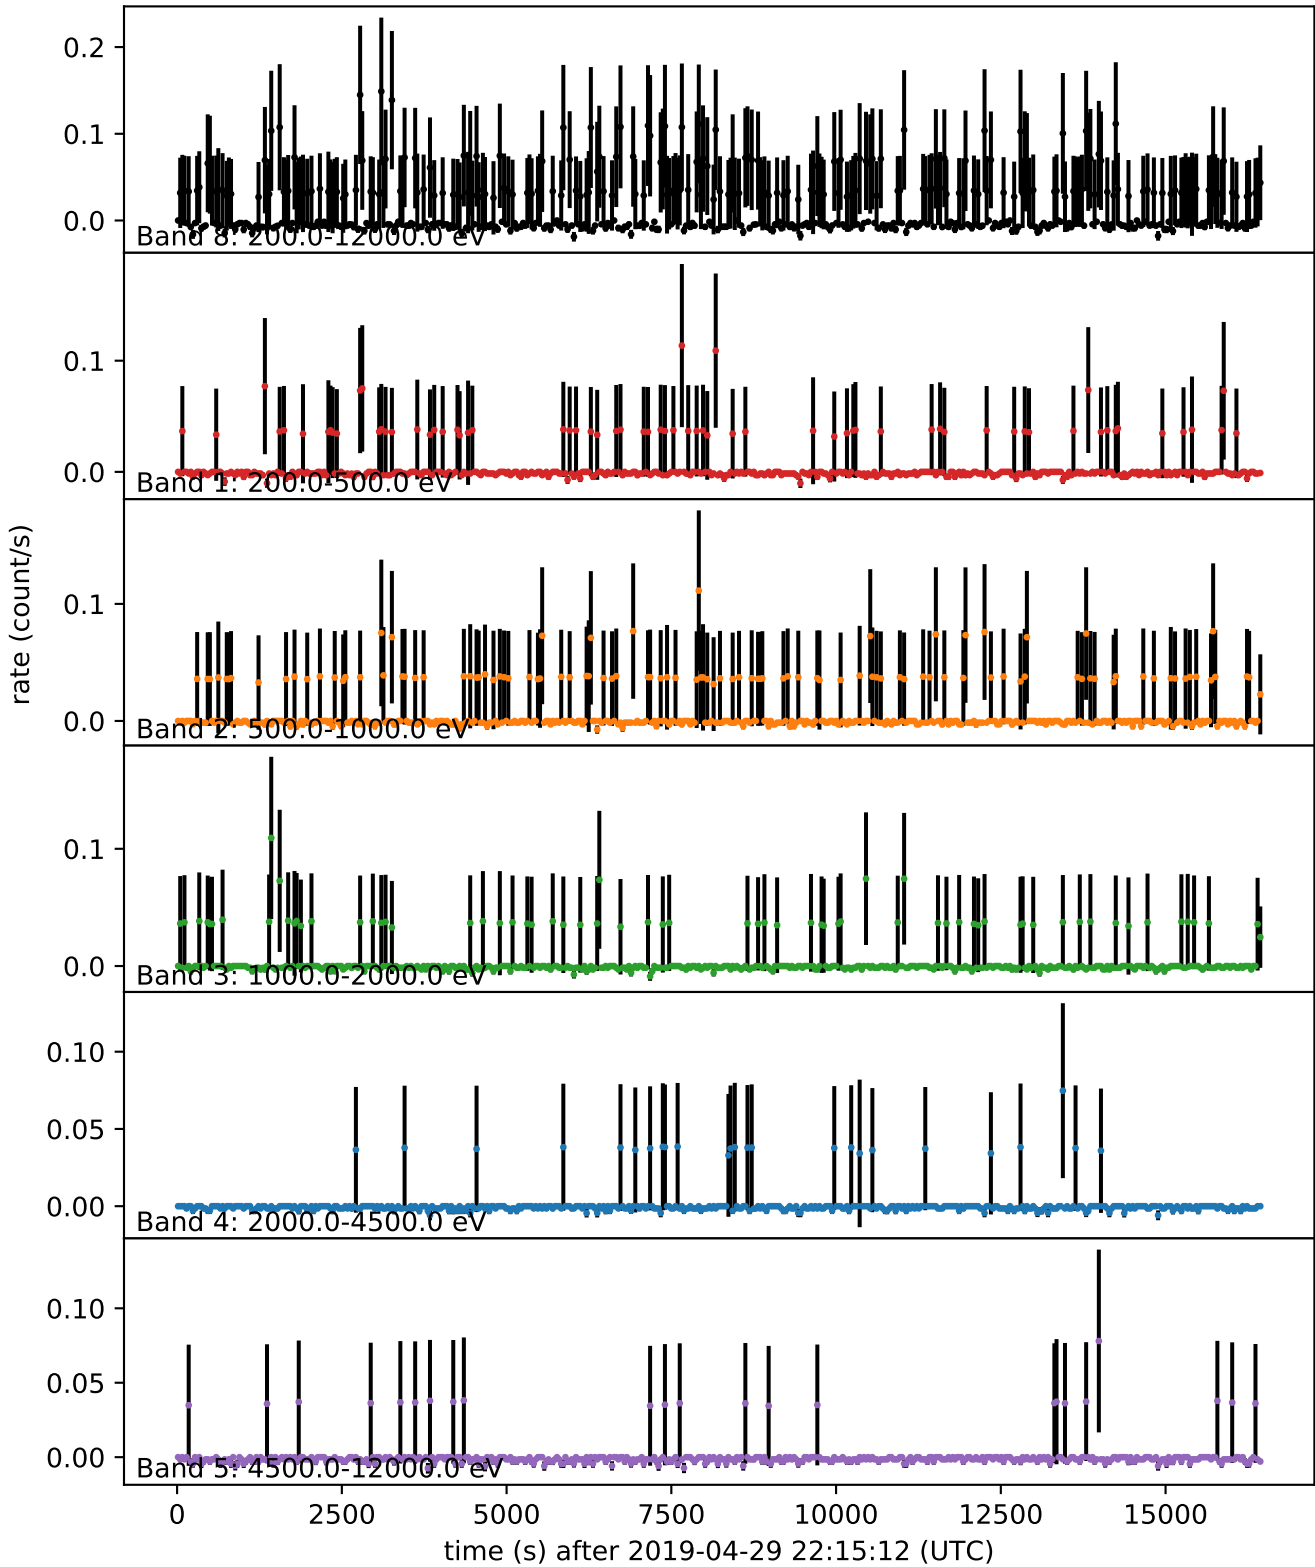 0.2
0.1
0.0
Band 8: 200.0-12000.0 eV
0.1
0.0
Band 1: 200.0-500.0 eV
0.1
0.0
Band 2: 500.0-1000.0 eV
rate (count/s)
0.1
0.0
Band 3: 1000.0-2000.0 eV
0.10
0.05
0.00
Band 4: 2000.0-4500.0 eV
0.10
0.05
0.00
Band 5: 4500.0-12000.0 eV
0 2500 5000 7500 10000 12500 15000
time (s) after 2019-04-29 22:15:12 (UTC)